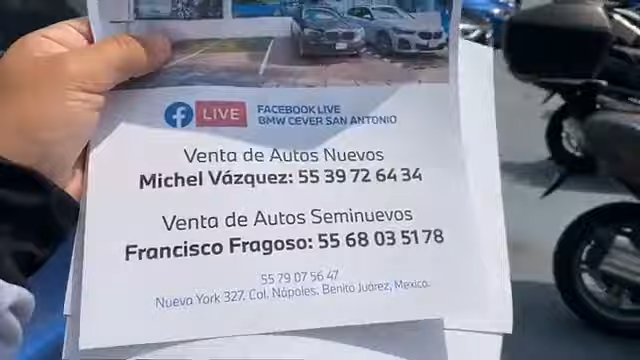 LIVE
FACEBOOK LIVE
BMW CEVER SAN ANTONIO
Venta de Autos Nuevos
Michel Vázquez: 55 39 72 64 34
Venta de Autos Seminuevos
Francisco Fragoso: 55 68 03 51 78
55 79 07 56 47
Nueva York 327, Col. Nápoles, Benito Juárez, Mexico.